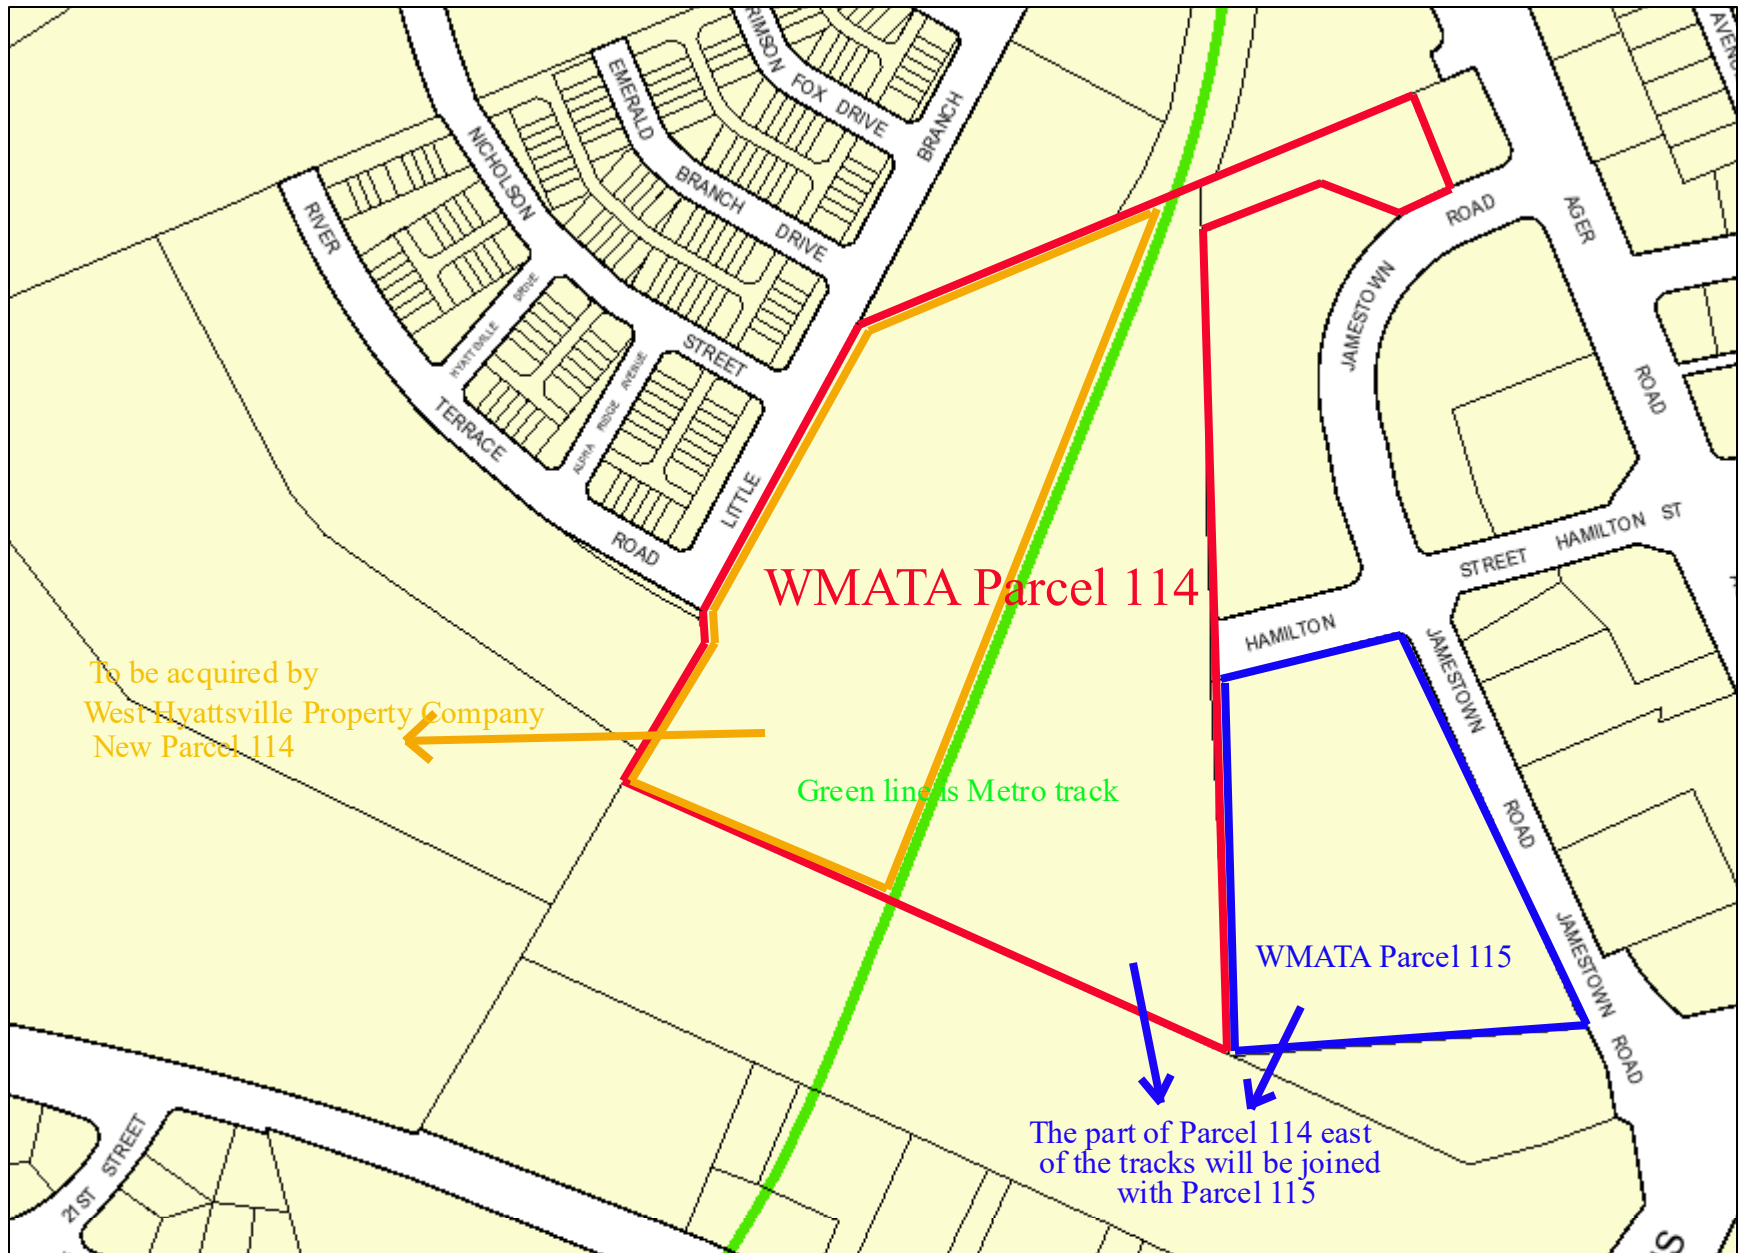 RIMSON FOX DRIVE
EMERALD
BRANCH
DRIVE
BRANCH
NICHOLSON
STREET
RIVER
TERRACE
ROAD
HYATTSVILLE DRIVE
ALPHA RIDGE AVENUE
LITTLE
ROAD
AGER
ROAD
JAMESTOWN
WMATA Parcel 114
STREET HAMILTON ST
HAMILTON
JAMESTOWN
ROAD
JAMESTOWN
ROAD
To be acquired by
West Hyattsville Property Company
New Parcel 114
Green line is Metro track
WMATA Parcel 115
The part of Parcel 114 east
of the tracks will be joined
with Parcel 115
21ST STREET